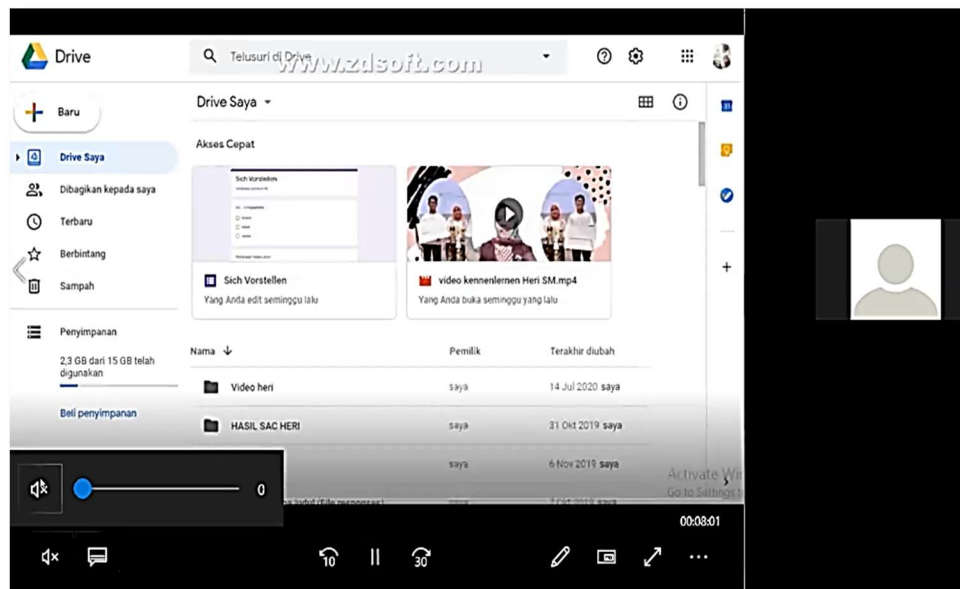 Drive
Telusuri di Drive
www.zdsoft.com
Baru
Drive Saya
Drive Saya
Dibagikan kepada saya
Terbaru
Berbintang
Sampah
Penyimpanan
2,3 GB dari 15 GB telah
digunakan
Beli penyimpanan
Akses Cepat
Sich Vorstellen
Sich Vorstellen
Yang Anda edit seminggu lalu
video kennenlernen Heri SM.mp4
Yang Anda buka seminggu yang lalu
Nama Pemilik Terakhir diubah
Video heri saya 14 Jul 2020 saya
HASIL SAC HERI saya 31 Okt 2019 saya
saya 6 Nov 2019 saya
judul (File responses)
Activate Win
Go to Settings t
0
00:08:01
10
30